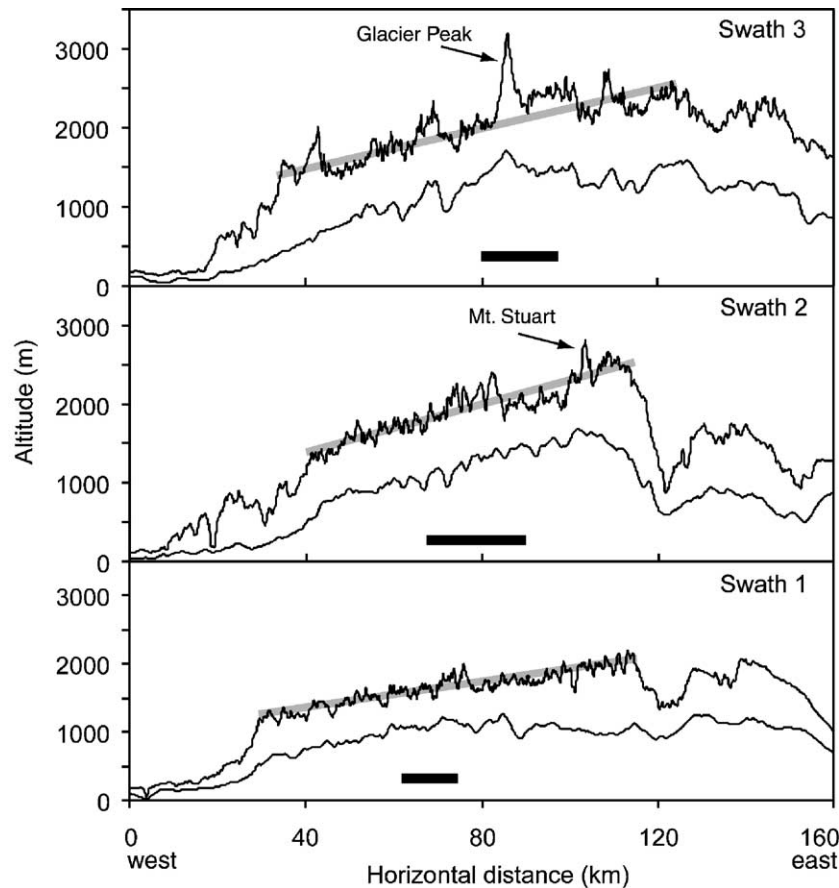 Swath 3
Glacier Peak
3000
2000
1000
0
Swath 2
Mt. Stuart
3000
2000
1000
0
Altitude (m)
Swath 1
3000
2000
1000
0
0 40 80 120 160
west east
Horizontal distance (km)